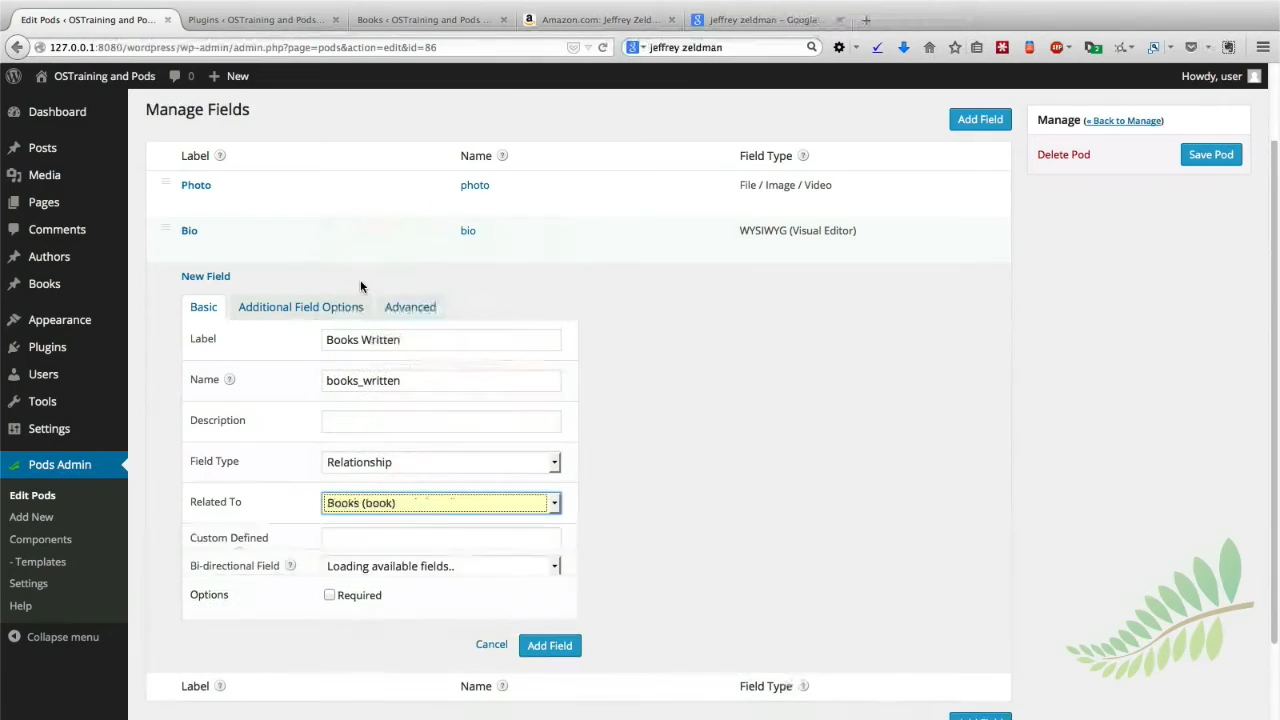 Edit Pods ‹ OSTraining and Po...
Plugins ‹ OSTraining and Pods...
Books ‹ OSTraining and Pods ...
Amazon.com: Jeffrey Zeld...
jeffrey zeldman – Google
127.0.0.1:8080/wordpress/wp-admin/admin.php?page=pods&action=edit&id=86
jeffrey zeldman
OSTraining and Pods
0
New
Howdy, user
Dashboard
Posts
Media
Pages
Comments
Authors
Books
Appearance
Plugins
Users
Tools
Settings
Pods Admin
Edit Pods
Add New
Components
- Templates
Settings
Help
Collapse menu
Manage Fields
Add Field
Label ?
Name ?
Field Type ?
Photo
photo
File / Image / Video
Bio
bio
WYSIWYG (Visual Editor)
New Field
Basic
Additional Field Options
Advanced
Label
Books Written
Name ?
books_written
Description
Field Type
Relationship
Related To
Books (book)
Custom Defined
Bi-directional Field ?
Loading available fields..
Options
Required
Cancel
Add Field
Label ?
Name ?
Field Type ?
Manage (« Back to Manage)
Delete Pod
Save Pod